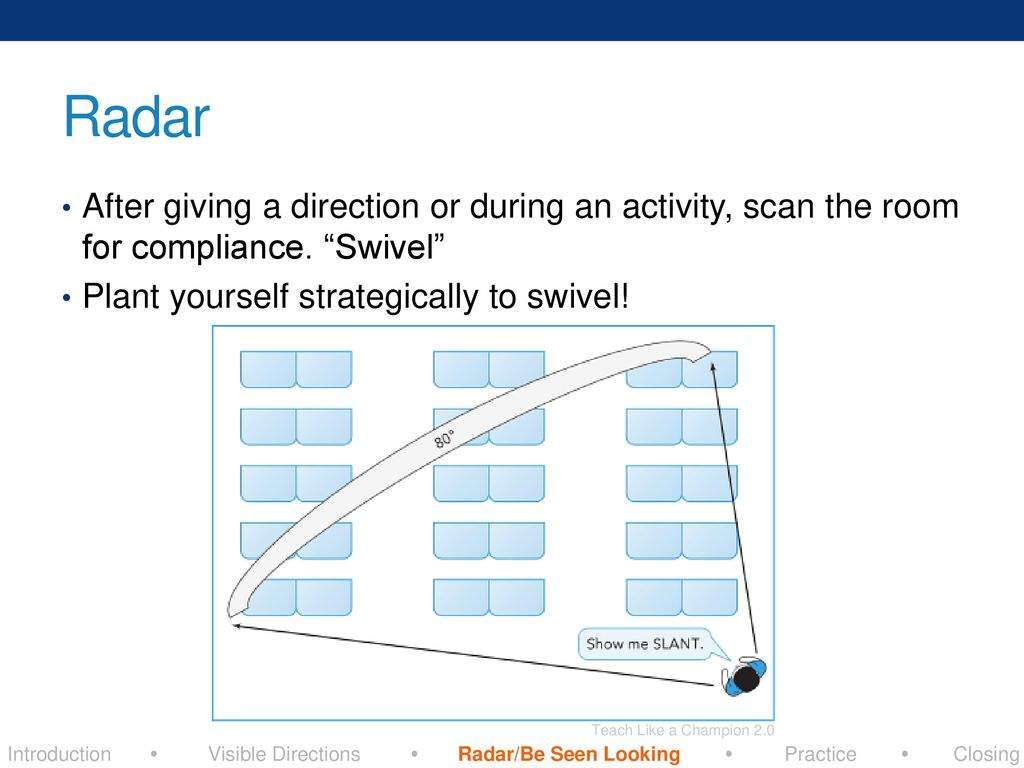 Radar
• After giving a direction or during an activity, scan the room
for compliance. “Swivel”
• Plant yourself strategically to swivel!
80°
Show me SLANT.
Teach Like a Champion 2.0
Introduction • Visible Directions • Radar/Be Seen Looking • Practice • Closing